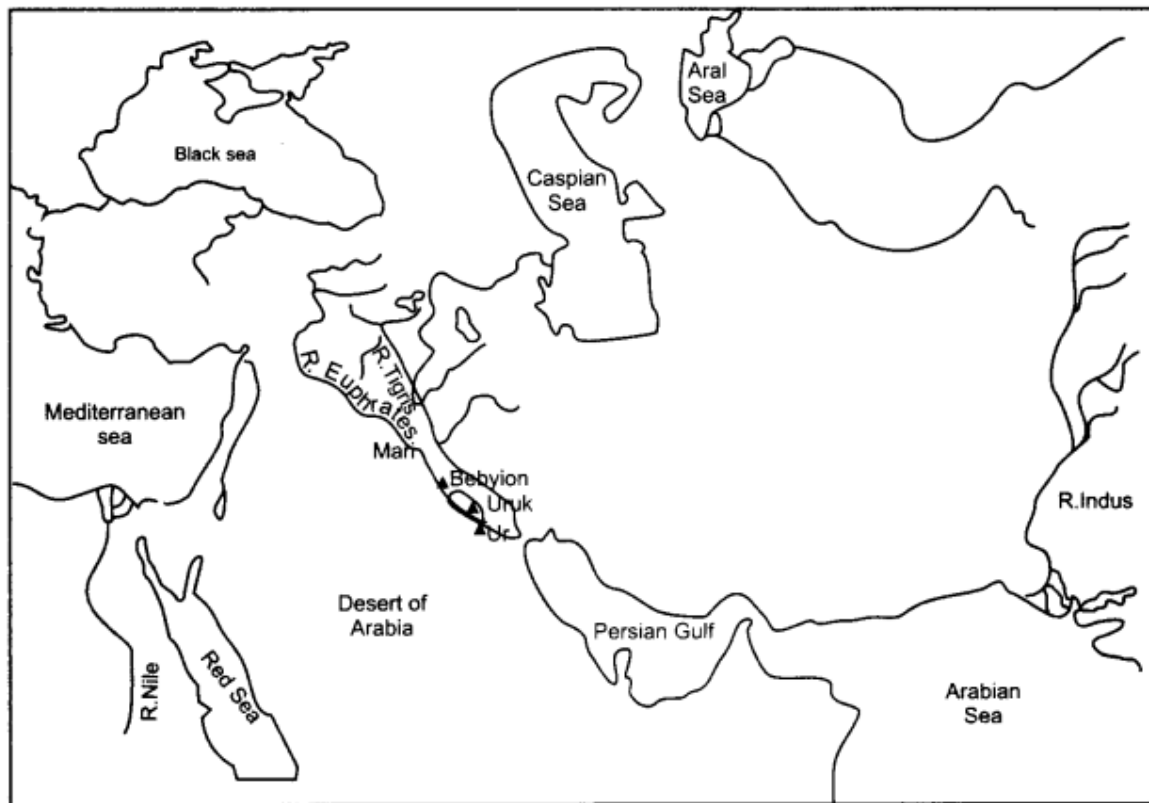 Aral
Sea
Black sea
Caspian
Sea
R. Tigris
R. Euphrates.
Mediterranean
sea
Mari
Bebyion
Uruk
Ur
R.Indus
Desert of
Arabia
Persian Gulf
R.Nile
Red Sea
Arabian
Sea